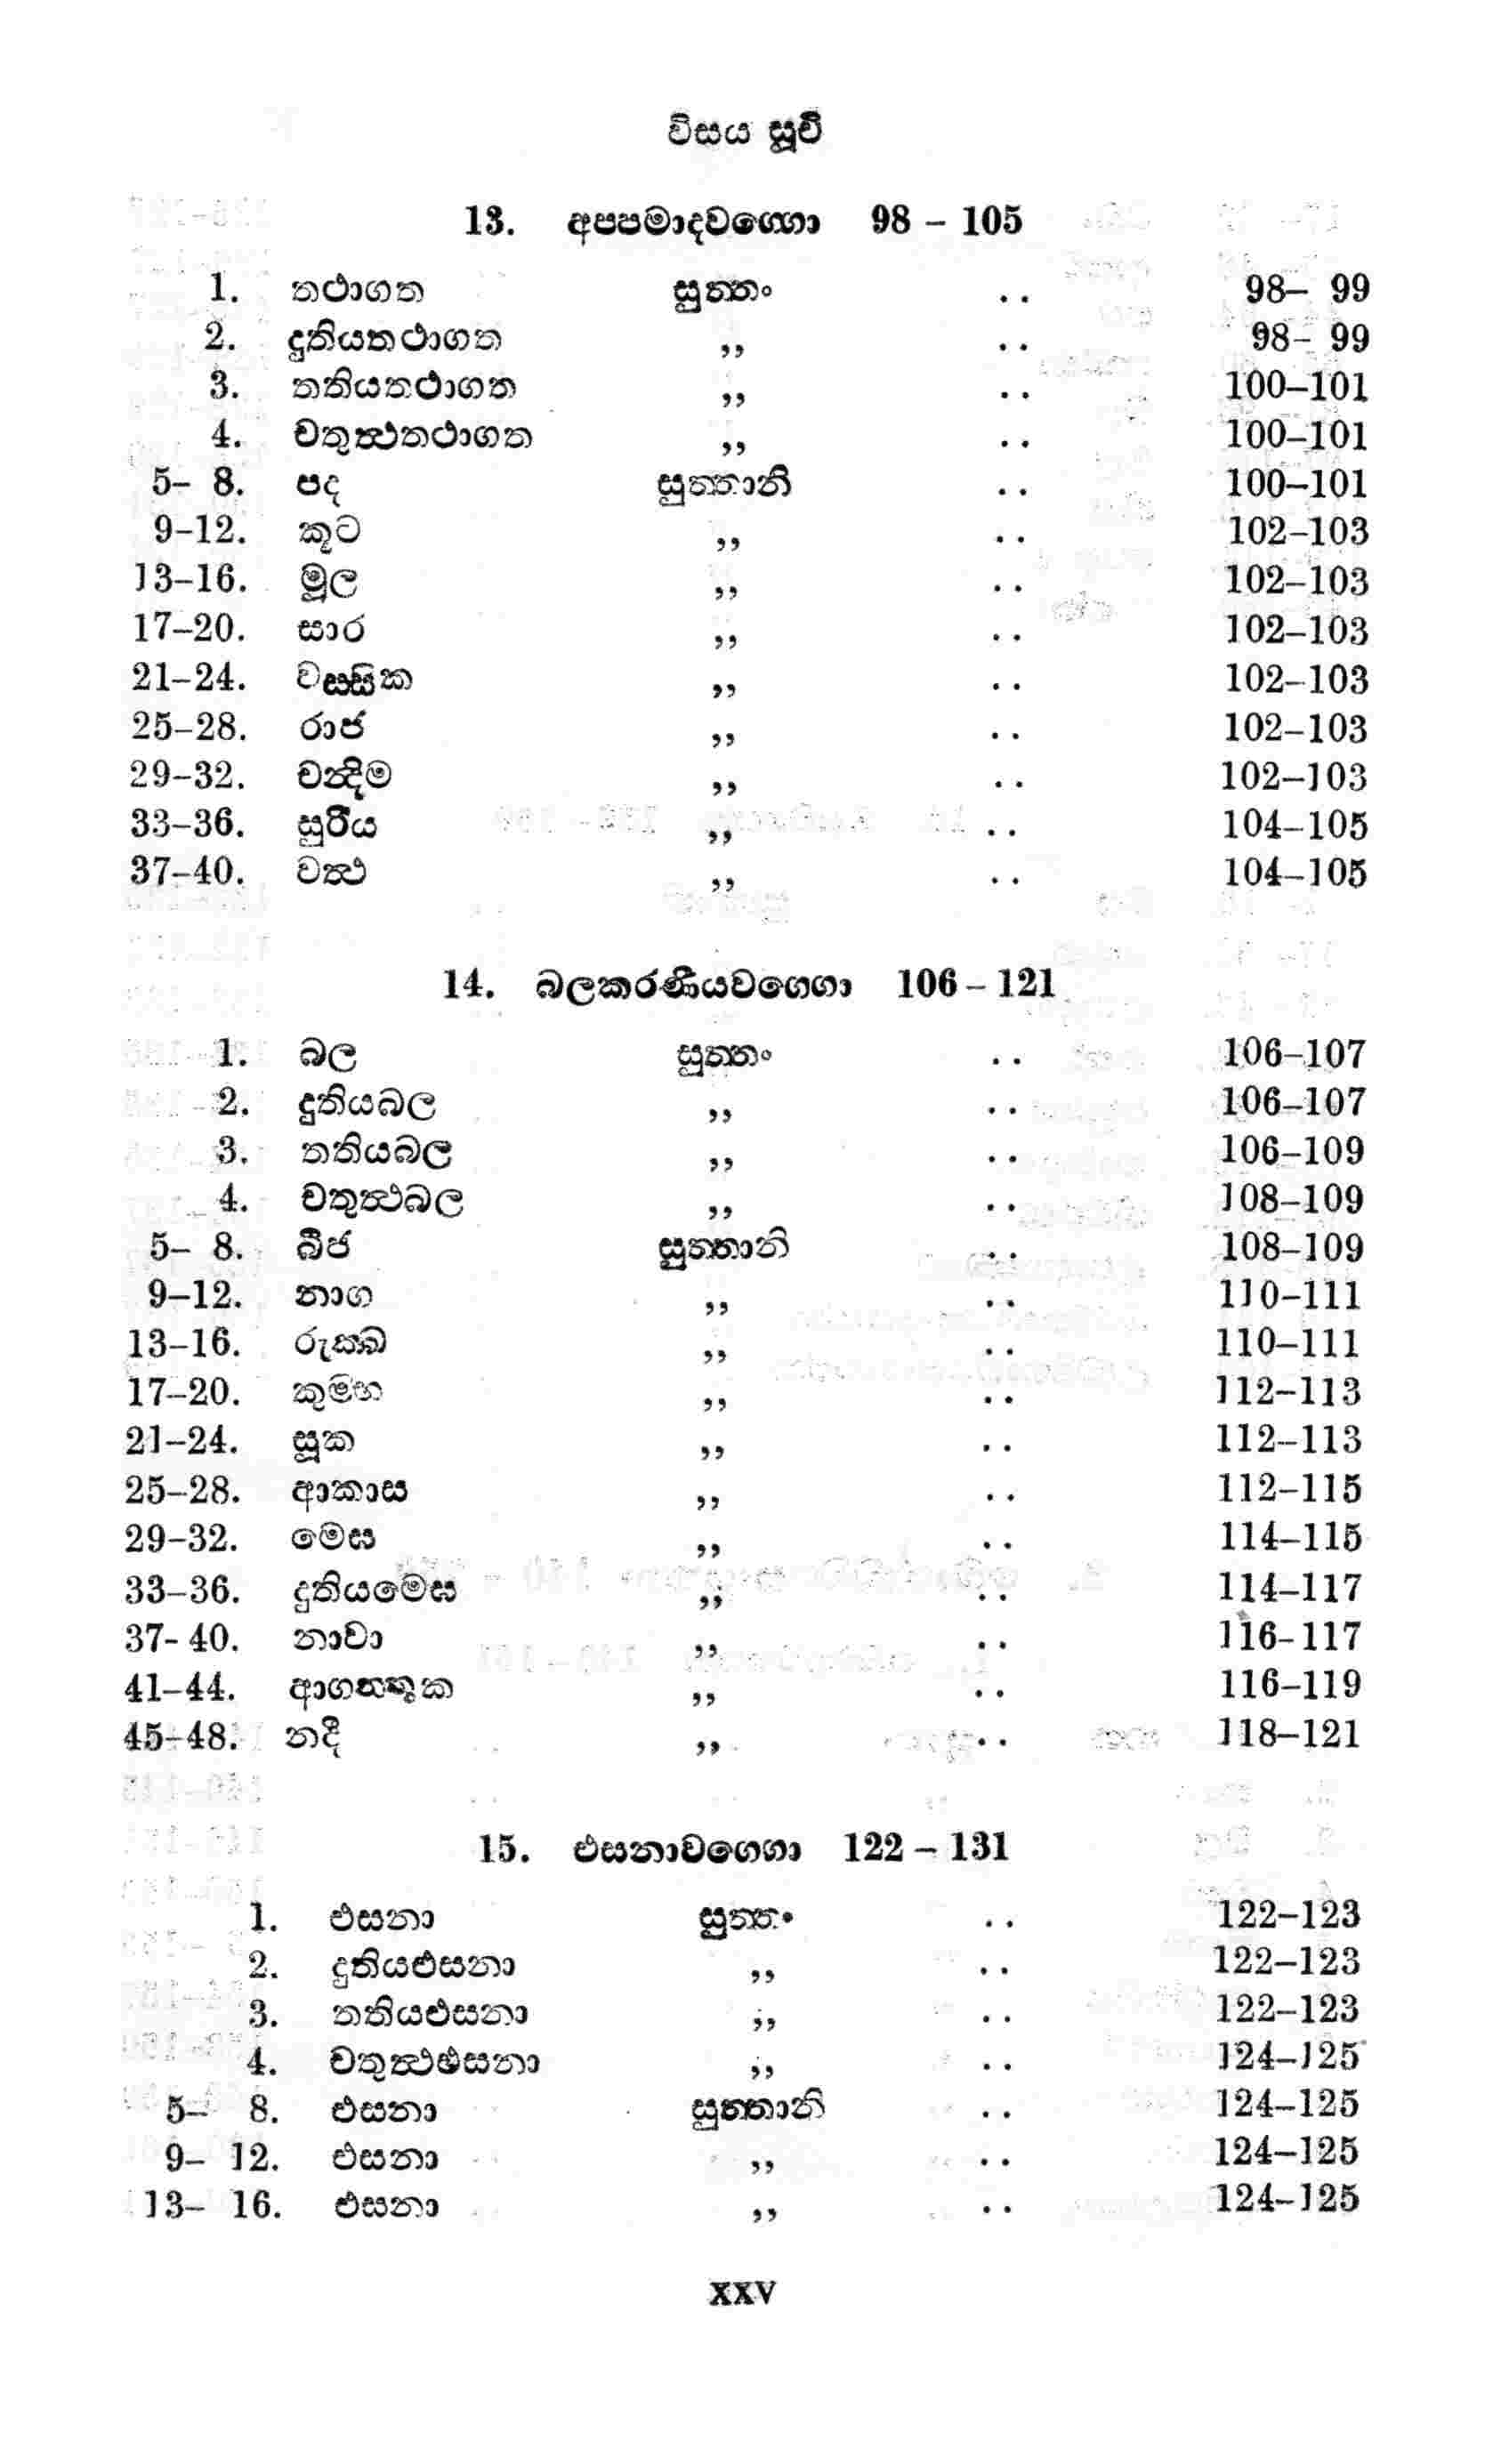 විසය සූචි
13. අප්පමාදවග්ගො 98 – 105
1. තථාගත සුත්තං .. 98– 99
2. දුතියතථාගත ,, .. 98– 99
3. තතියතථාගත ,, .. 100–101
4. චතුත්ථතථාගත ,, .. 100–101
5– 8. පද සුත්තානි .. 100–101
9–12. කූට ,, .. 102–103
13–16. මූල ,, .. 102–103
17–20. සාර ,, .. 102–103
21–24. වස්සික ,, .. 102–103
25–28. රාජ ,, .. 102–103
29–32. චන්දිම ,, .. 102–103
33–36. සුරිය ,, .. 104–105
37–40. වත්ථ ,, .. 104–105
14. බලකරණීයවග්ගො 106 – 121
1. බල සුත්තං .. 106–107
2. දුතියබල ,, .. 106–107
3. තතියබල ,, .. 106–109
4. චතුත්ථබල ,, .. 108–109
5– 8. බීජ සුත්තානි .. 108–109
9–12. නාග ,, .. 110–111
13–16. රුක්ඛ ,, .. 110–111
17–20. කුම්භ ,, .. 112–113
21–24. සූක ,, .. 112–113
25–28. ආකාස ,, .. 112–115
29–32. මෙඝ ,, .. 114–115
33–36. දුතියමෙඝ ,, .. 114–117
37- 40. නාවා ,, .. 116–117
41–44. ආගන්තුක ,, .. 116–119
45–48. නදී ,, .. 118–121
15. එසනාවග්ගො 122 – 131
1. එසනා සුත්තං .. 122–123
2. දුතියඑසනා ,, .. 122–123
3. තතියඑසනා ,, .. 122–123
4. චතුත්ථඑසනා ,, .. 124–125
5– 8. එසනා සුත්තානි .. 124–125
9– 12. එසනා ,, .. 124–125
13– 16. එසනා ,, .. 124–125
xxv